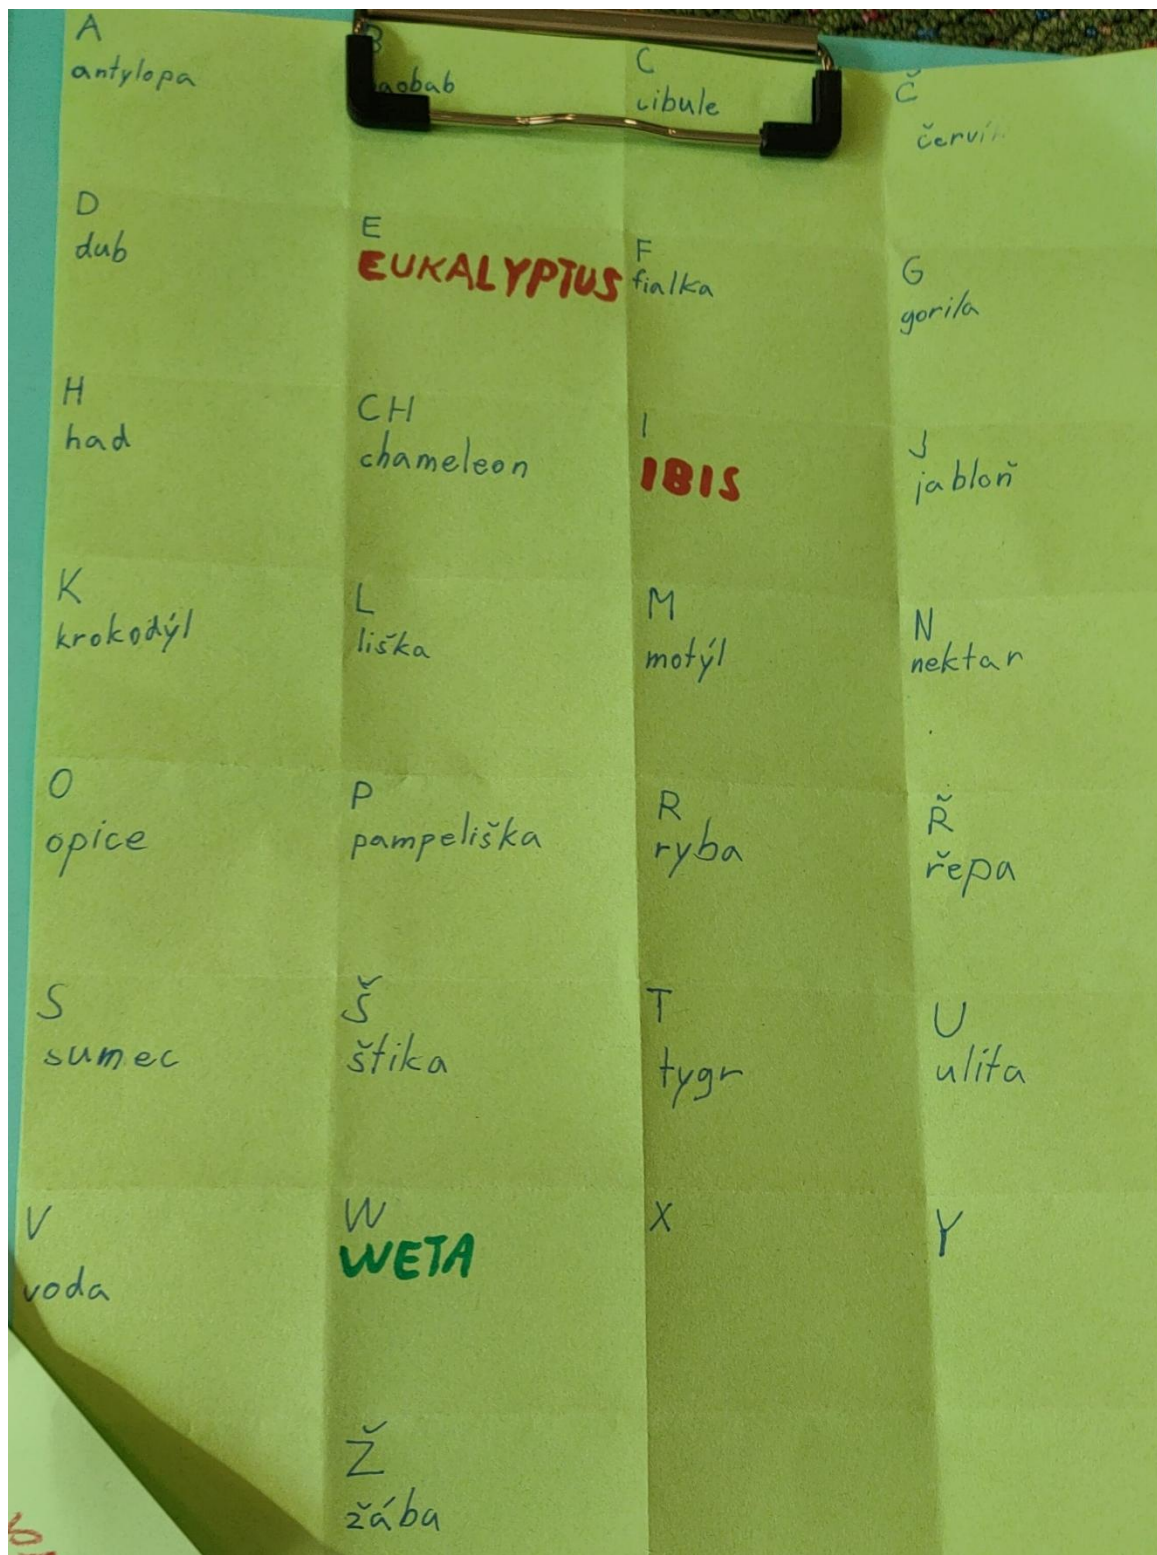 A
antylopa
aobab
C
cibule
Č
D
dub
E
EUKALYPTUS
F
fialka
G
gorila
H
had
CH
chameleon
I
IBIS
J
jabloň
K
krokodýl
L
liška
M
motýl
N
nektar
O
opice
P
pampeliška
R
ryba
Ř
řepa
S
sumec
Š
štika
T
tygr
U
ulita
V
voda
W
WETA
X
Y
Ž
žába